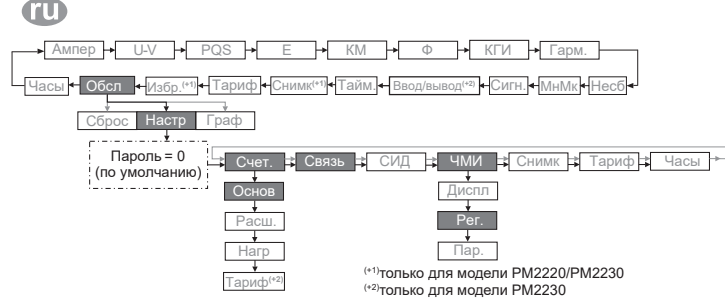 ru
Ампер U-V PQS E КМ Ф КГИ Гарм.
Часы Обсл Избр.(*1) Тариф Снимк(*1) Тайм. Ввод/вывод(*2) Сигн. МнМк Несб
Сброс Настр Граф
Пароль = 0
(по умолчанию)
Счет. Связь СИД ЧМИ Снимк Тариф Часы
Основ Диспл
Расш. Рег.
Нагр Пар.
Тариф(*2)
(*1)только для модели PM2220/PM2230
(*2)только для модели PM2230